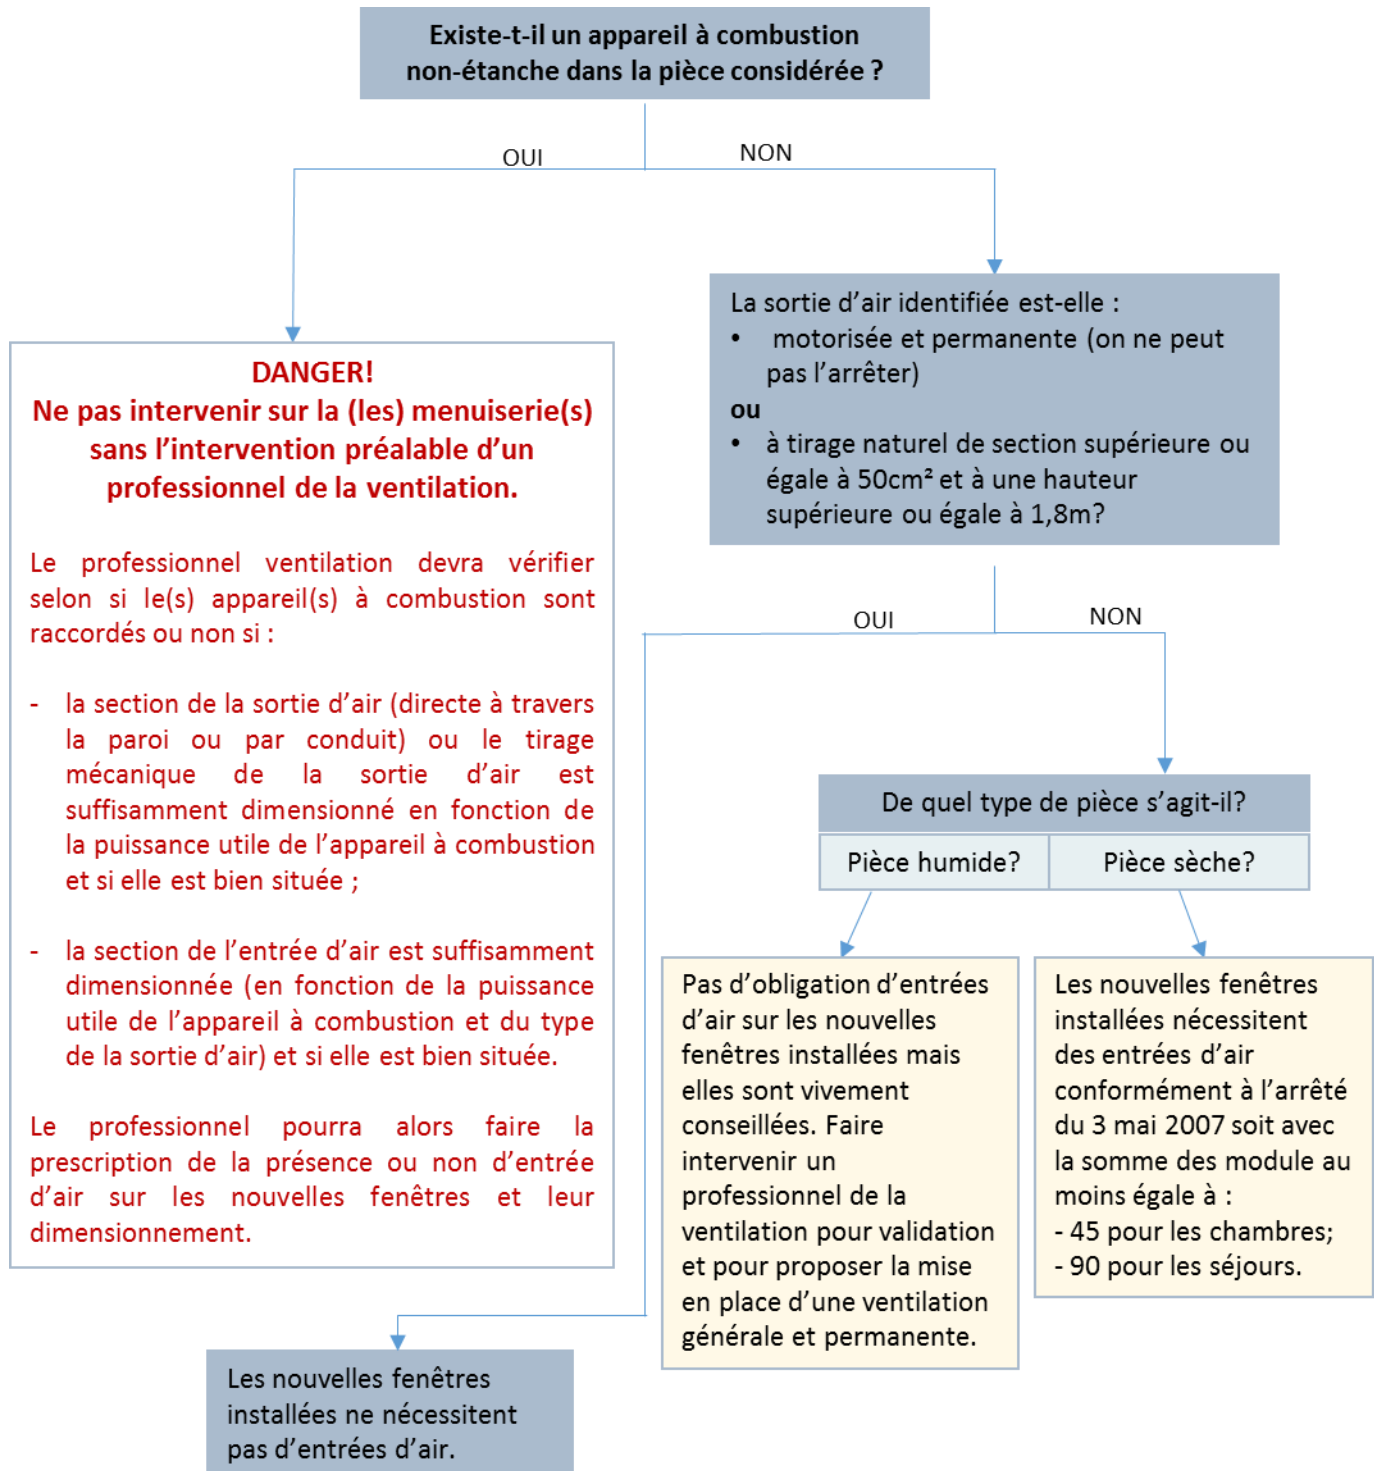 Existe-t-il un appareil à combustion
non-étanche dans la pièce considérée ?
OUI
NON
DANGER!
Ne pas intervenir sur la (les) menuiserie(s)
sans l’intervention préalable d’un
professionnel de la ventilation.
Le professionnel ventilation devra vérifier
selon si le(s) appareil(s) à combustion sont
raccordés ou non si :
- la section de la sortie d’air (directe à travers
la paroi ou par conduit) ou le tirage
mécanique de la sortie d’air est
suffisamment dimensionné en fonction de
la puissance utile de l’appareil à combustion
et si elle est bien située ;
- la section de l’entrée d’air est suffisamment
dimensionnée (en fonction de la puissance
utile de l’appareil à combustion et du type
de la sortie d’air) et si elle est bien située.
Le professionnel pourra alors faire la
prescription de la présence ou non d’entrée
d’air sur les nouvelles fenêtres et leur
dimensionnement.
La sortie d’air identifiée est-elle :
• motorisée et permanente (on ne peut
pas l’arrêter)
ou
• à tirage naturel de section supérieure ou
égale à 50cm² et à une hauteur
supérieure ou égale à 1,8m?
OUI
NON
De quel type de pièce s’agit-il?
Pièce humide?
Pièce sèche?
Pas d’obligation d’entrées
d’air sur les nouvelles
fenêtres installées mais
elles sont vivement
conseillées. Faire
intervenir un
professionnel de la
ventilation pour validation
et pour proposer la mise
en place d’une ventilation
générale et permanente.
Les nouvelles fenêtres
installées nécessitent
des entrées d’air
conformément à l’arrêté
du 3 mai 2007 soit avec
la somme des module au
moins égale à :
- 45 pour les chambres;
- 90 pour les séjours.
Les nouvelles fenêtres
installées ne nécessitent
pas d’entrées d’air.